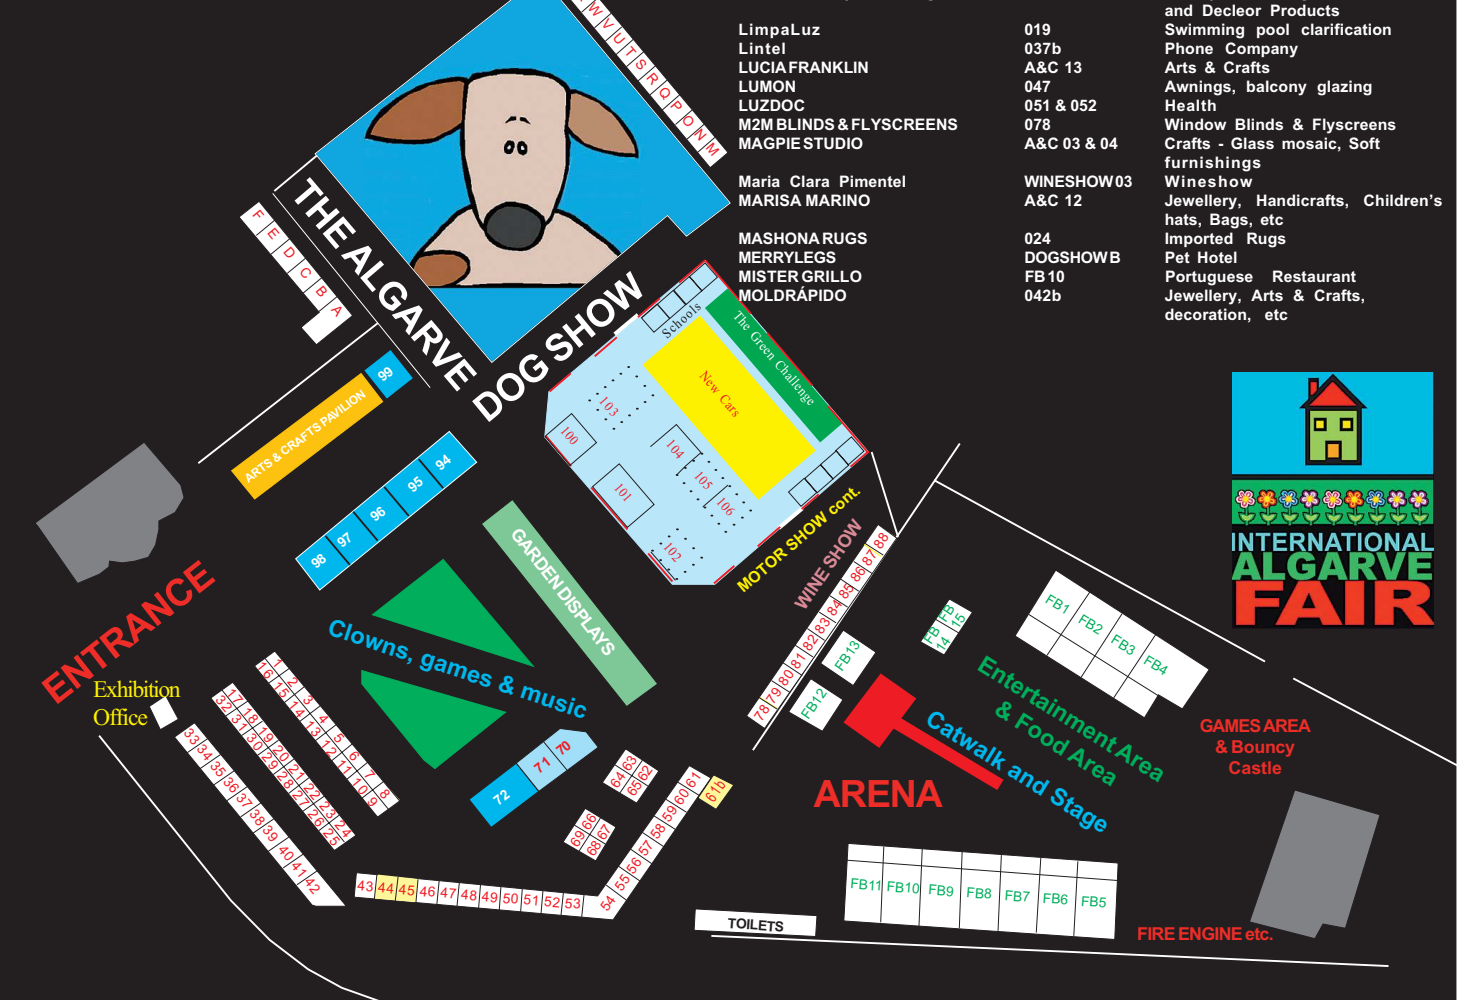 and Decleor Products
LimpaLuz 019 Swimming pool clarification
Lintel 037b Phone Company
LUCIA FRANKLIN A&C 13 Arts & Crafts
LUMON 047 Awnings, balcony glazing
LUZDOC 051 & 052 Health
M2M BLINDS & FLYSCREENS 078 Window Blinds & Flyscreens
MAGPIE STUDIO A&C 03 & 04 Crafts - Glass mosaic, Soft
furnishings
Maria Clara Pimentel WINESHOW 03 Wineshow
MARISA MARINO A&C 12 Jewellery, Handicrafts, Children's
hats, Bags, etc
MASHONA RUGS 024 Imported Rugs
MERRYLEGS DOGSHOW B Pet Hotel
MISTER GRILLO FB 10 Portuguese Restaurant
MOLDRÁPIDO 042b Jewellery, Arts & Crafts,
decoration, etc
W V U T S R Q P O N M
F E D C B A
THE ALGARVE
DOG SHOW
Schools
The Green Challenge
New Cars
103
100
104
101
105
106
102
99
ARTS & CRAFTS PAVILION
94
95
96
97
98
GARDEN DISPLAYS
MOTOR SHOW cont.
WINE SHOW
ENTRANCE
Clowns, games & music
Exhibition
Office
1 2 3 4 5 6 7 8
16 15 14 13 12 11 10 9
17 18 19 20 21 22 23 24
32 31 30 29 28 27 26 25
33 34 35 36 37 38 39 40 41 42
43 44 45 46 47 48 49 50 51 52 53 54
55 56 57 58 59 60 61
61b
70
71
72
64 63
65 62
69 66
68 67
88 87 86 85 84 83 82 81 80 79 78
FB13
FB12
FB 15
FB 14
FB1 FB2 FB3 FB4
Entertainment Area
& Food Area
Catwalk and Stage
ARENA
GAMES AREA
& Bouncy
Castle
FB11 FB10 FB9 FB8 FB7 FB6 FB5
TOILETS
FIRE ENGINE etc.
INTERNATIONAL
ALGARVE
FAIR